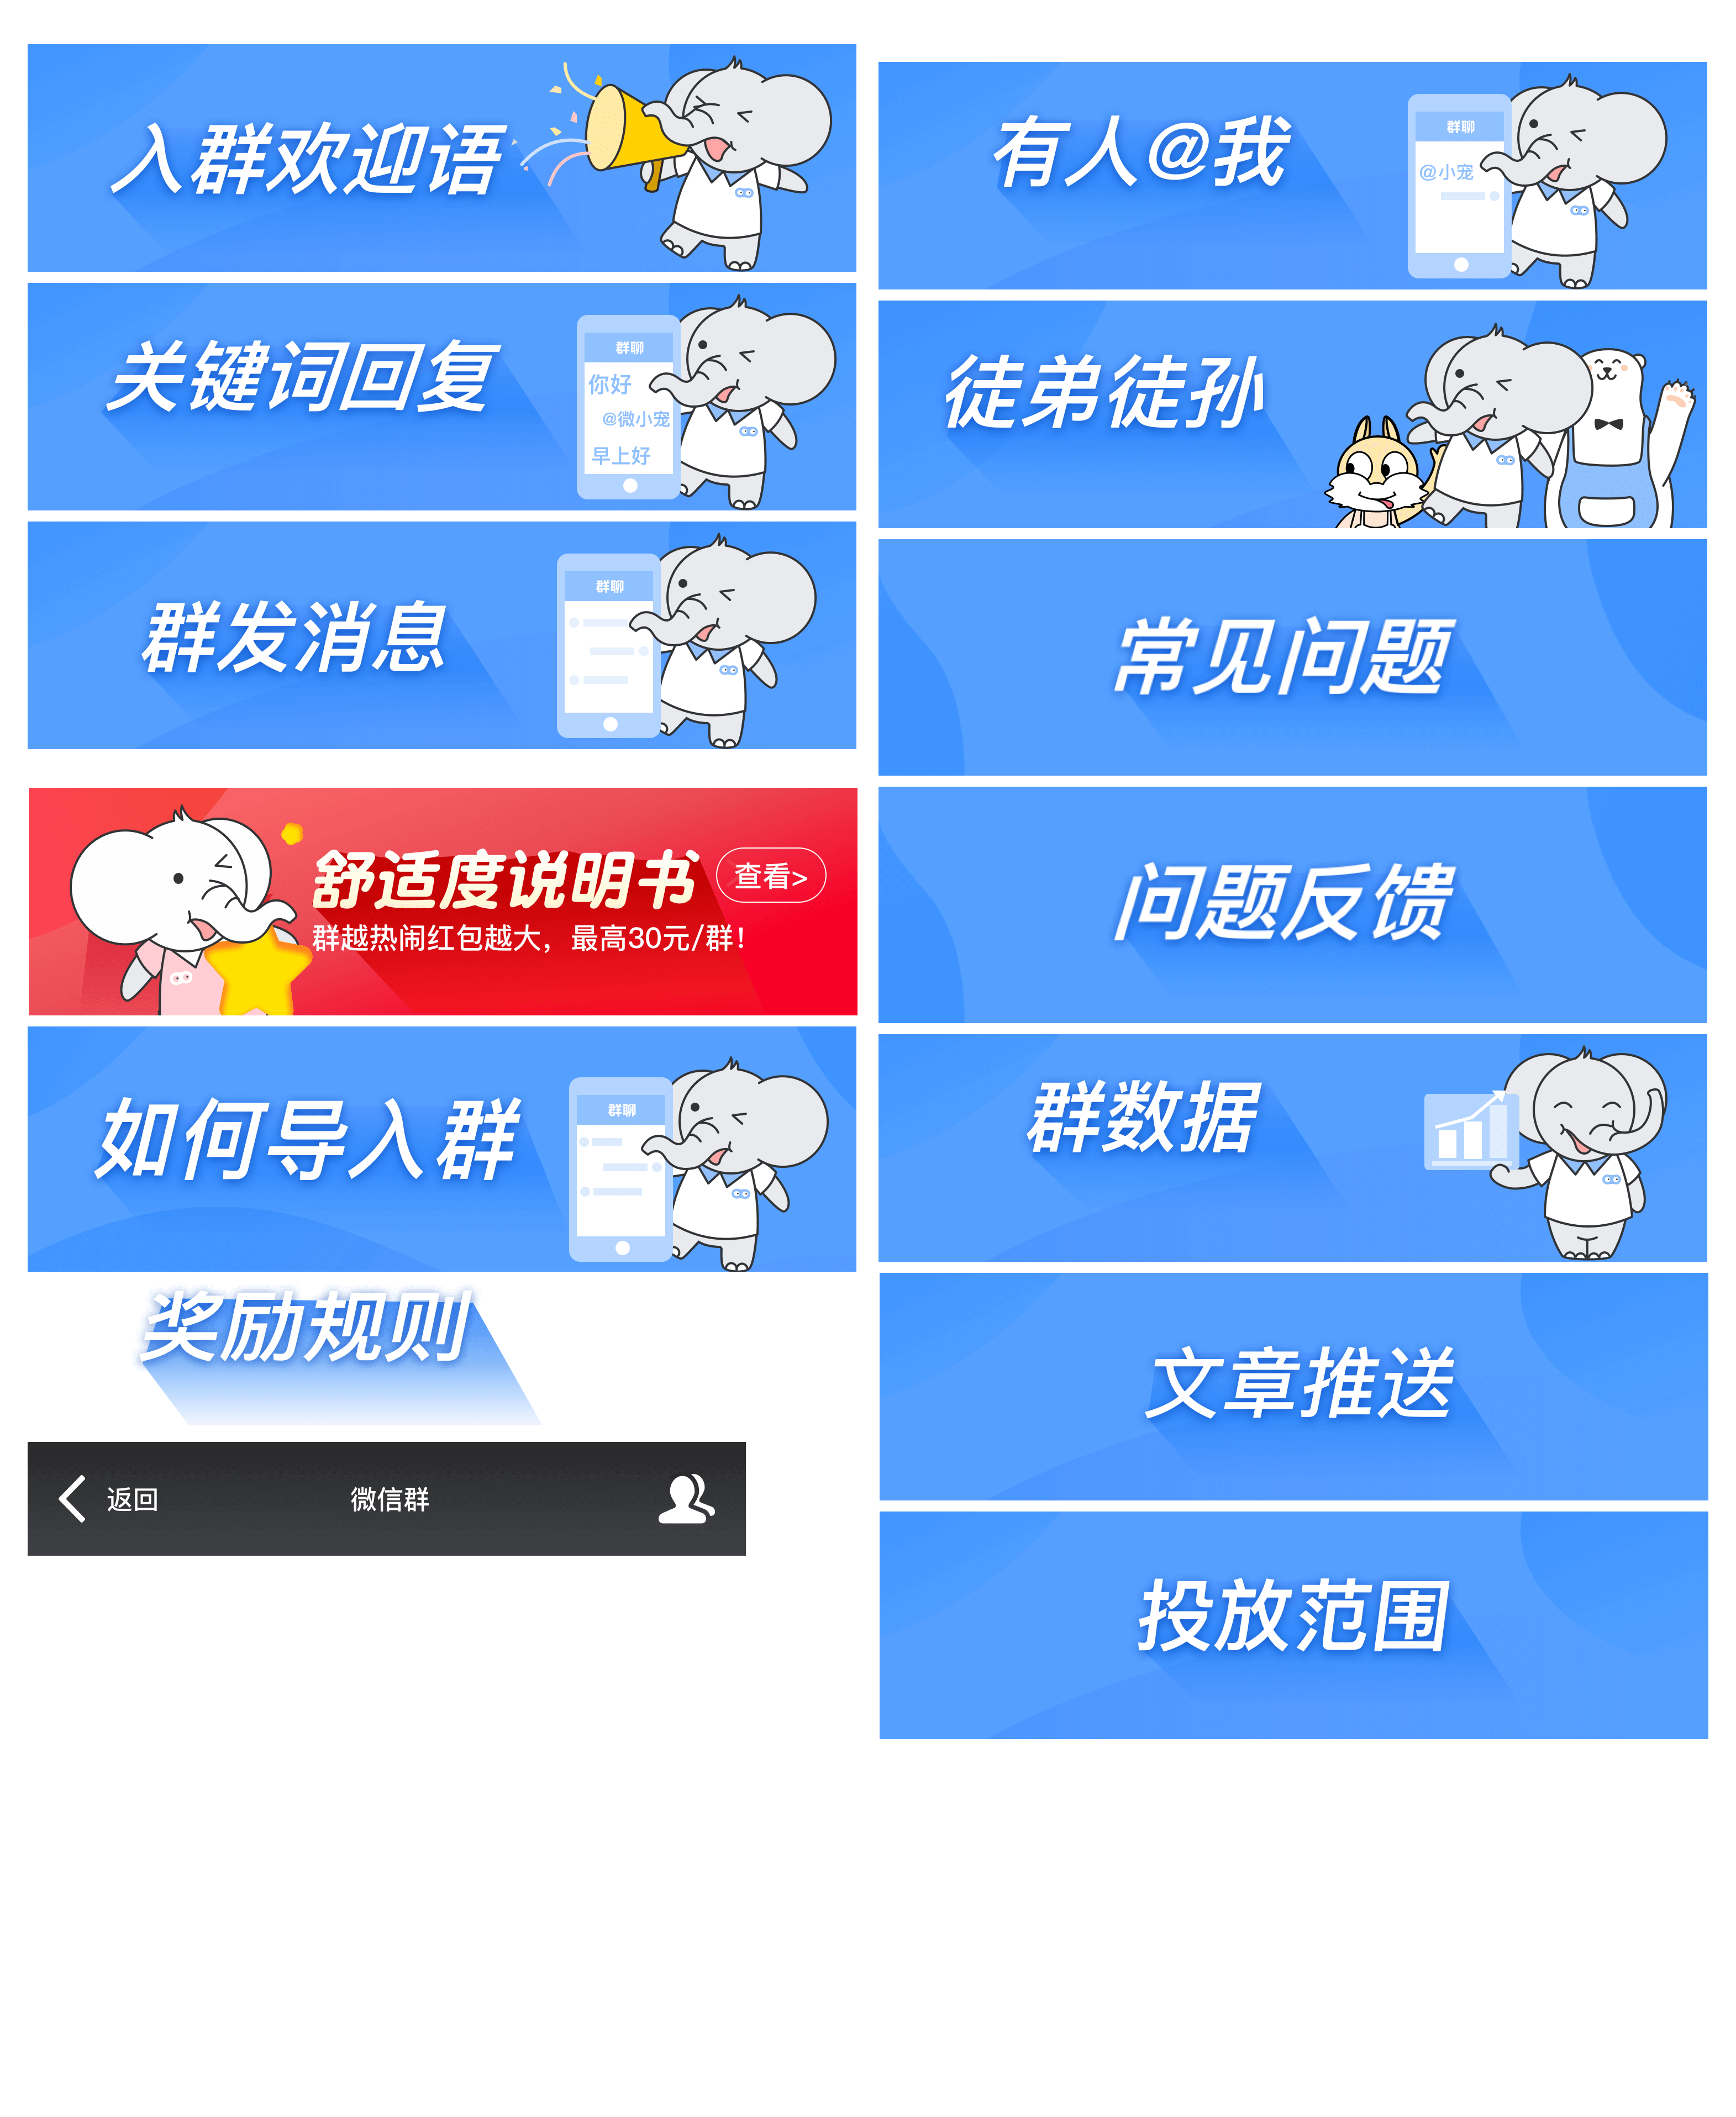 入群欢迎语
关键词回复
群聊
你好
@微小宠
早上好
群发消息
群聊
舒适度说明书
查看>
群越热闹红包越大，最高30元/群！
如何导入群
群聊
奖励规则
返回
微信群
有人@我
群聊
@小宠
徒弟徒孙
常见问题
问题反馈
群数据
文章推送
投放范围